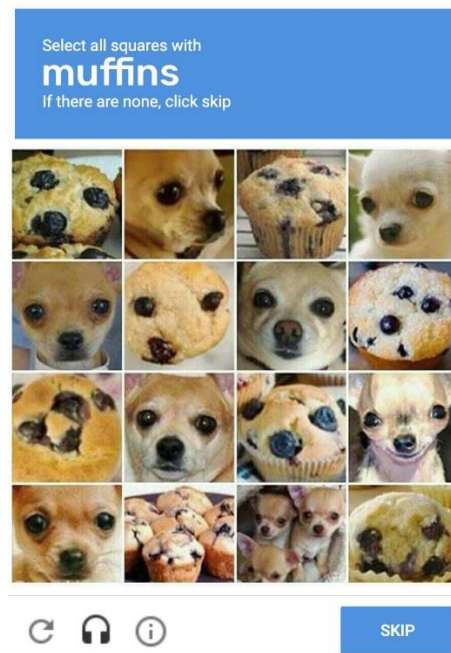 Select all squares with
muffins
If there are none, click skip
SKIP